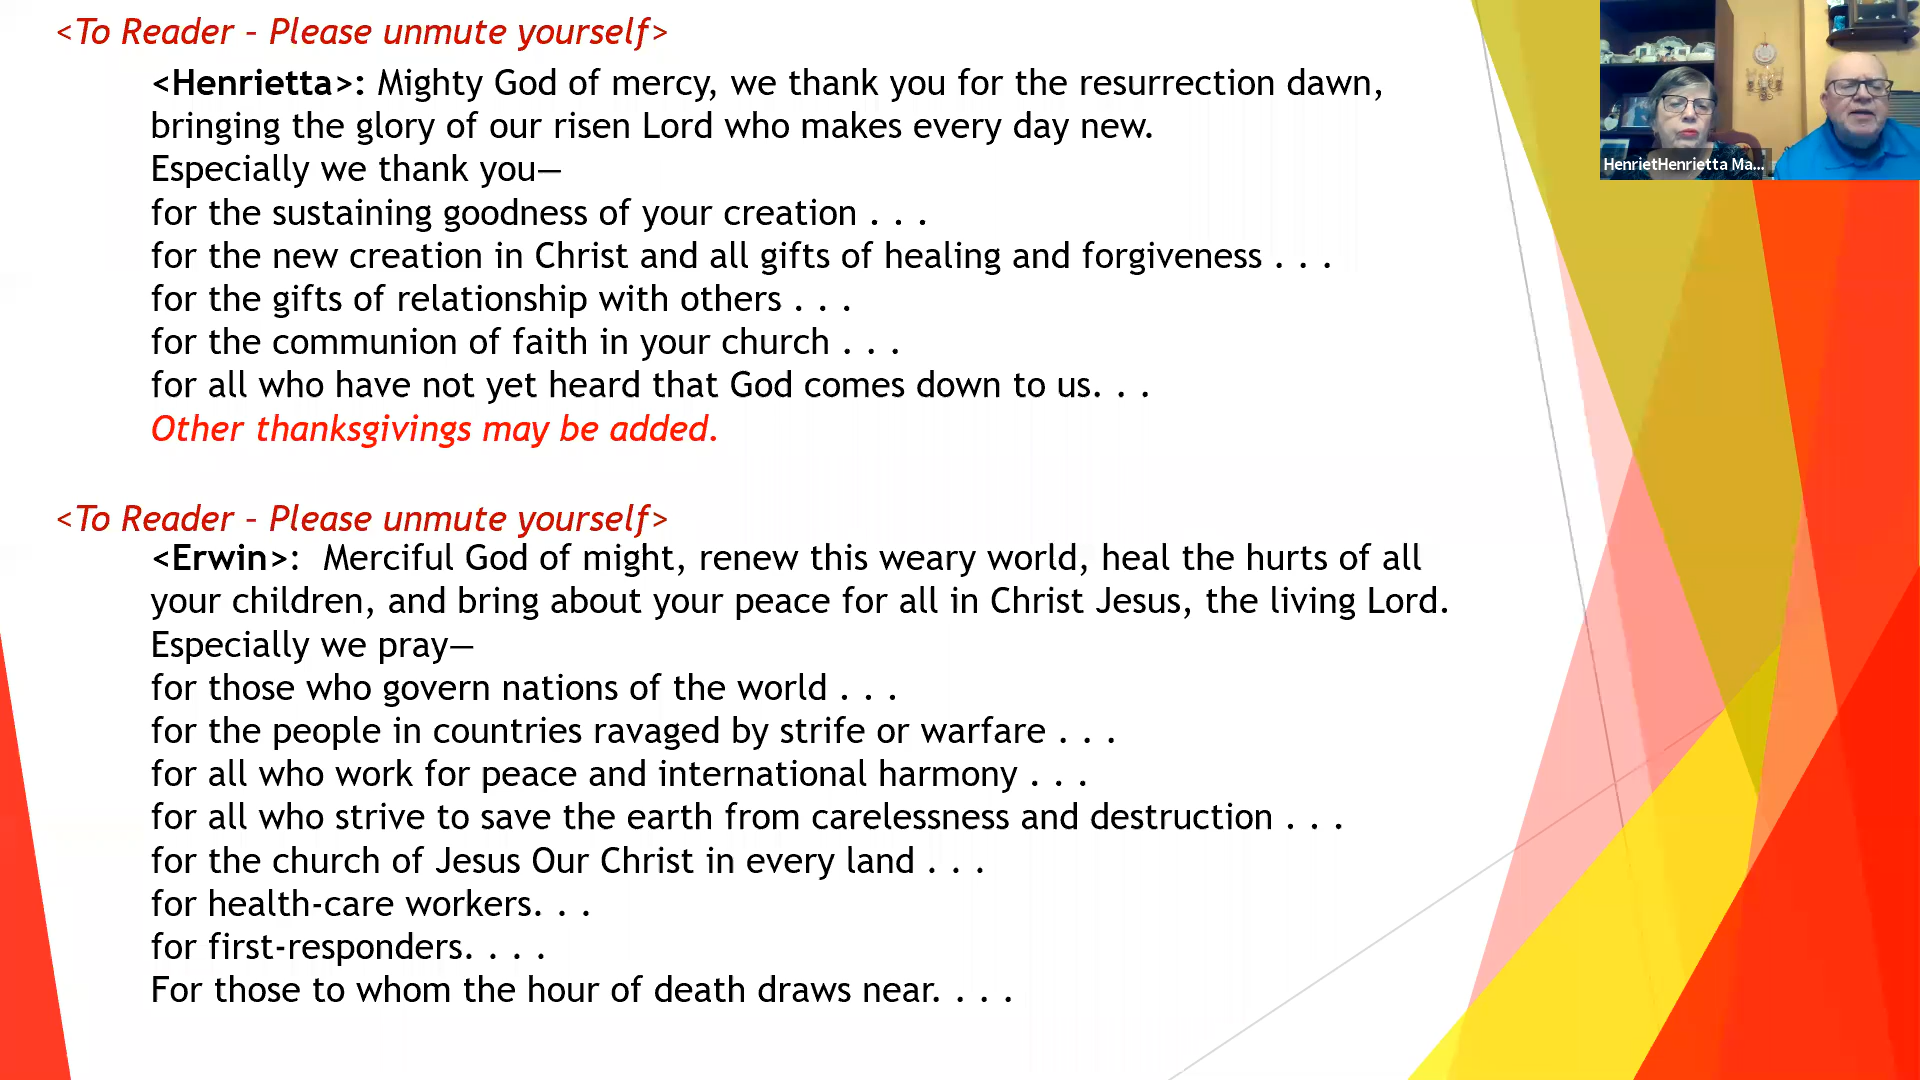 <To Reader – Please unmute yourself>
<Henrietta>: Mighty God of mercy, we thank you for the resurrection dawn,
bringing the glory of our risen Lord who makes every day new.
Especially we thank you—
for the sustaining goodness of your creation . . .
for the new creation in Christ and all gifts of healing and forgiveness . . .
for the gifts of relationship with others . . .
for the communion of faith in your church . . .
for all who have not yet heard that God comes down to us. . .
Other thanksgivings may be added.
<To Reader – Please unmute yourself>
<Erwin>:  Merciful God of might, renew this weary world, heal the hurts of all
your children, and bring about your peace for all in Christ Jesus, the living Lord.
Especially we pray—
for those who govern nations of the world . . .
for the people in countries ravaged by strife or warfare . . .
for all who work for peace and international harmony . . .
for all who strive to save the earth from carelessness and destruction . . .
for the church of Jesus Our Christ in every land . . .
for health-care workers. . .
for first-responders. . . .
For those to whom the hour of death draws near. . . .
HenrietHenrietta Ma...